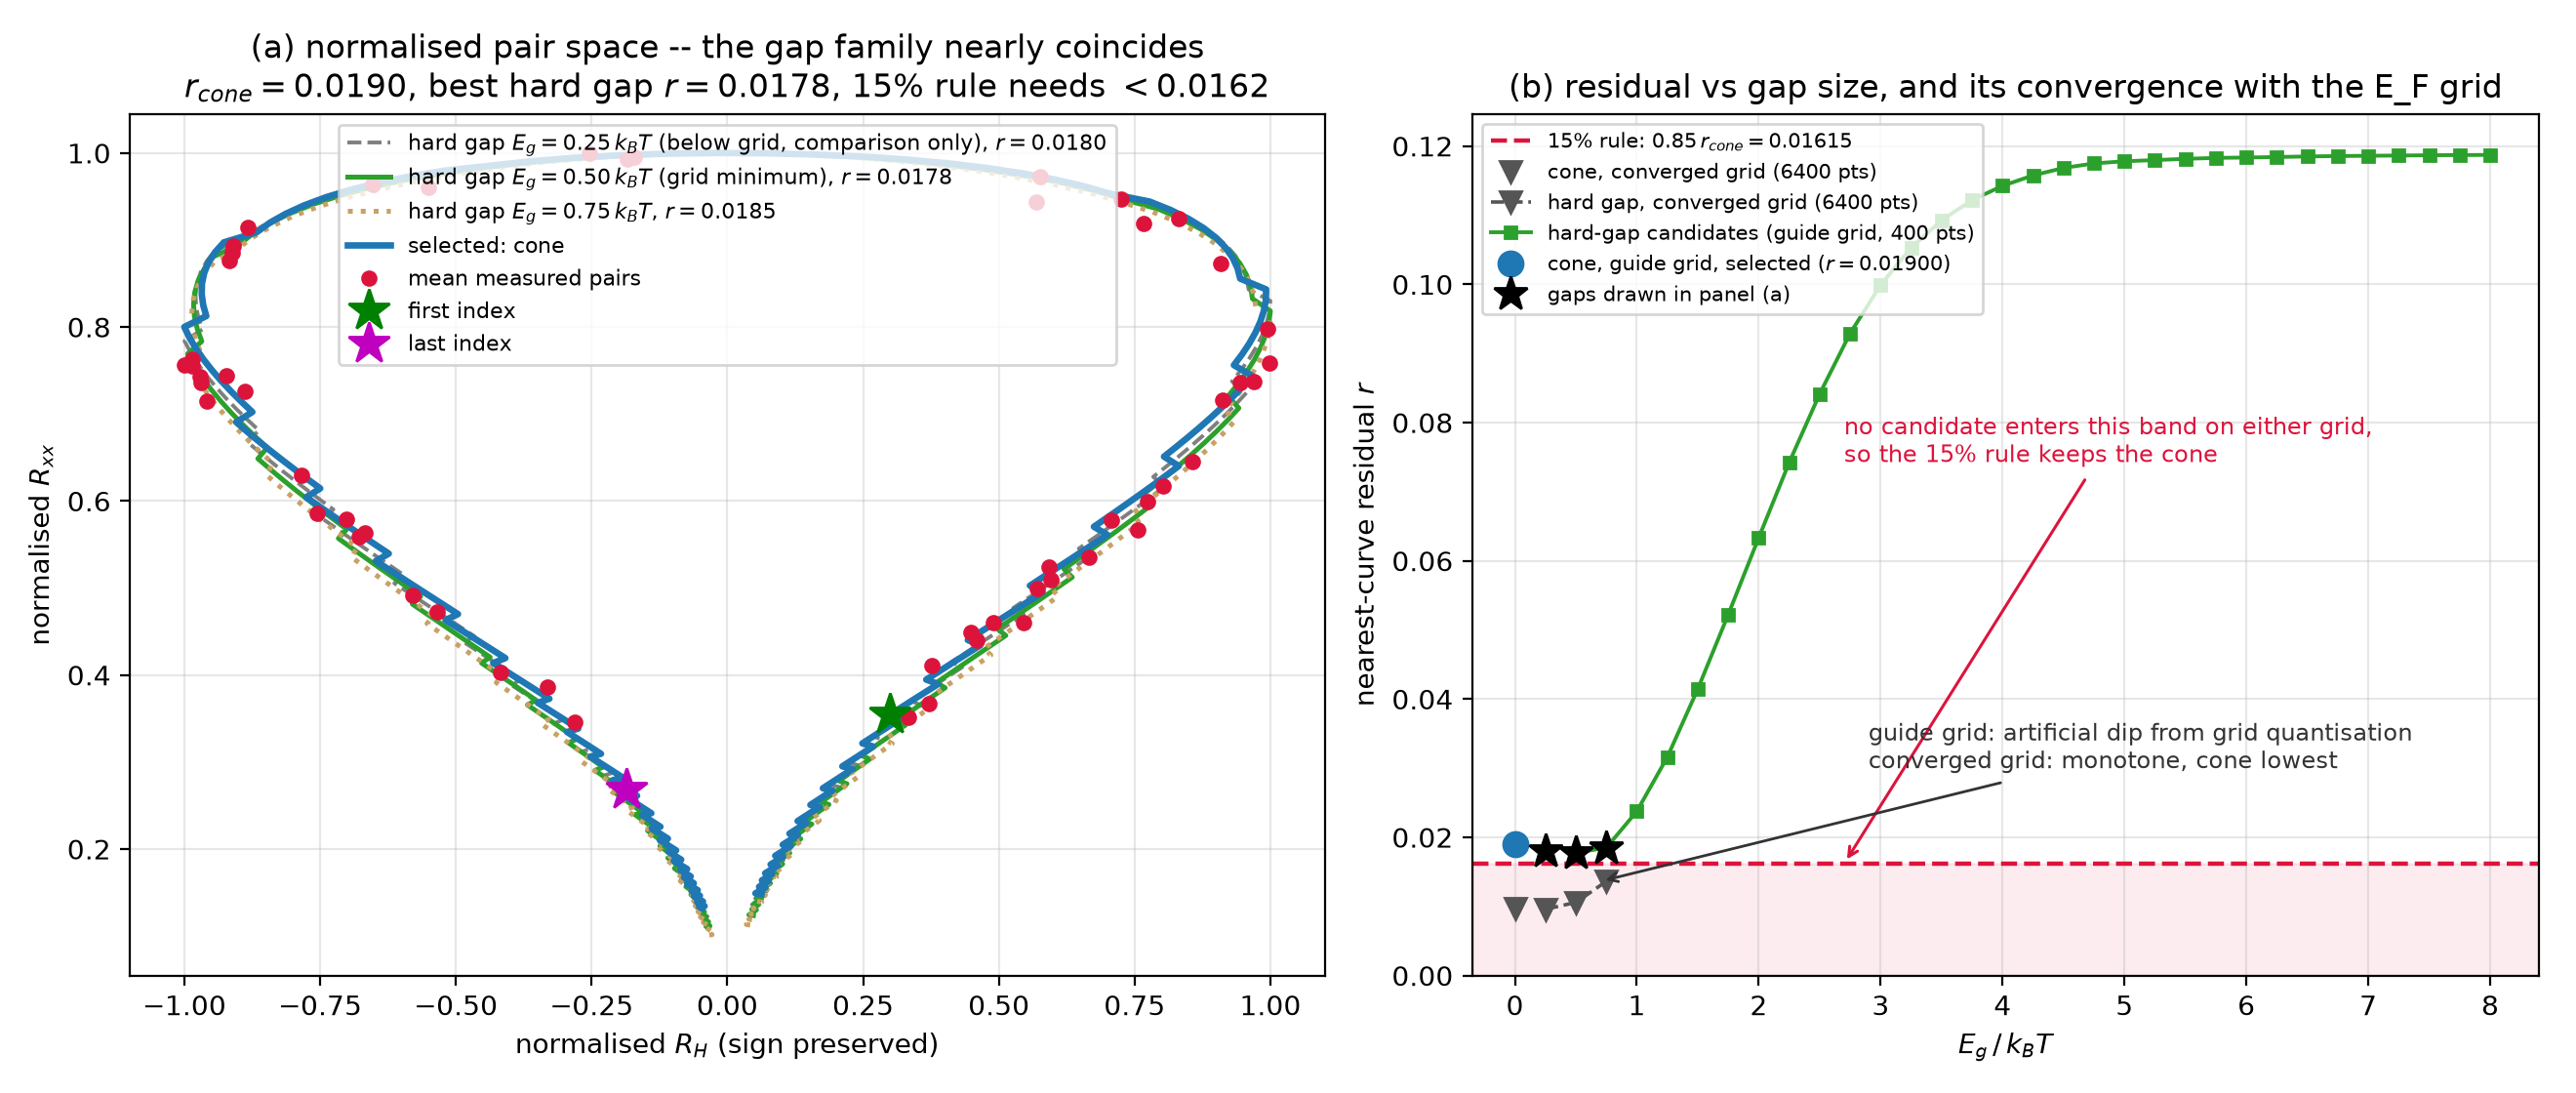 (a) normalised pair space -- the gap family nearly coincides
r_cone = 0.0190, best hard gap r = 0.0178, 15% rule needs < 0.0162
hard gap E_g = 0.25 k_BT (below grid, comparison only), r = 0.0180
hard gap E_g = 0.50 k_BT (grid minimum), r = 0.0178
hard gap E_g = 0.75 k_BT, r = 0.0185
selected: cone
mean measured pairs
first index
last index
1.0
0.8
0.6
0.4
0.2
normalised R_xx
−1.00 −0.75 −0.50 −0.25 0.00 0.25 0.50 0.75 1.00
normalised R_H (sign preserved)
(b) residual vs gap size, and its convergence with the E_F grid
15% rule: 0.85 r_cone = 0.01615
cone, converged grid (6400 pts)
hard gap, converged grid (6400 pts)
hard-gap candidates (guide grid, 400 pts)
cone, guide grid, selected (r = 0.01900)
gaps drawn in panel (a)
no candidate enters this band on either grid,
so the 15% rule keeps the cone
guide grid: artificial dip from grid quantisation
converged grid: monotone, cone lowest
0.12
0.10
0.08
0.06
0.04
0.02
0.00
nearest-curve residual r
0 1 2 3 4 5 6 7 8
E_g / k_BT